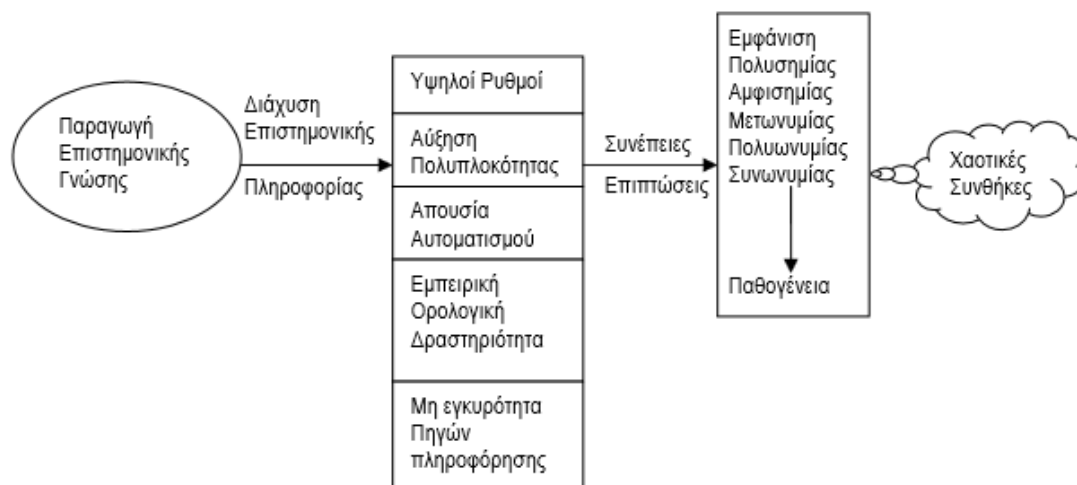 Παραγωγή
Επιστημονικής
Γνώσης
Διάχυση
Επιστημονικής
Πληροφορίας
Υψηλοί Ρυθμοί
Αύξηση
Πολυπλοκότητας
Απουσία
Αυτοματισμού
Εμπειρική
Ορολογική
Δραστηριότητα
Μη εγκυρότητα
Πηγών
πληροφόρησης
Συνέπειες
Επιπτώσεις
Εμφάνιση
Πολυσημίας
Αμφισημίας
Μετωνυμίας
Πολυωνυμίας
Συνωνυμίας
Παθογένεια
Χαοτικές
Συνθήκες